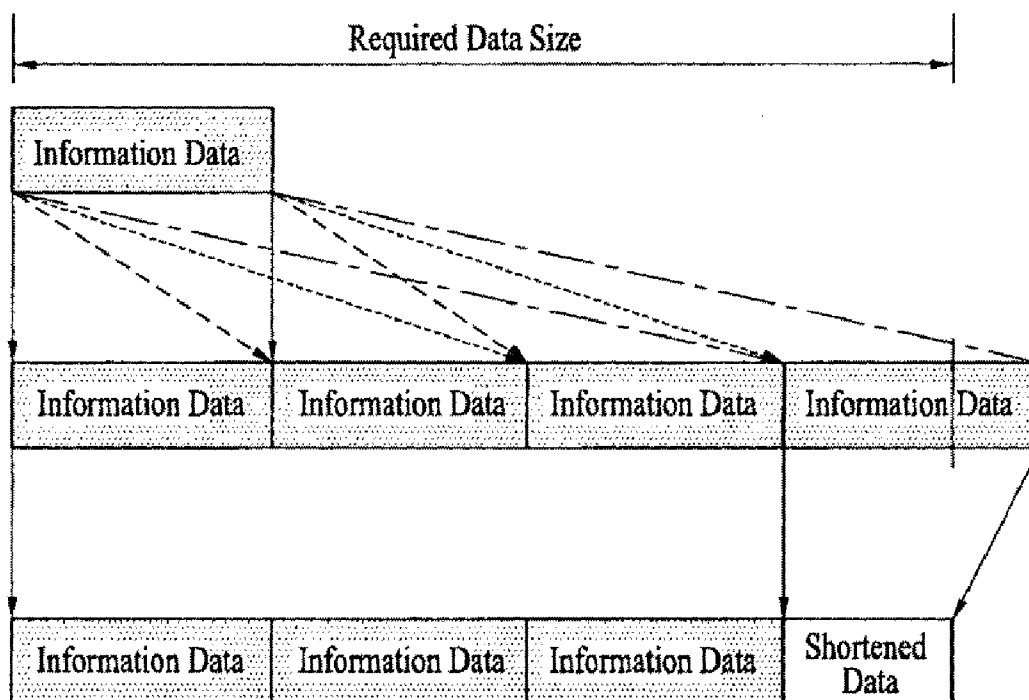 Required Data Size
Information Data
Information Data Information Data Information Data Information Data
Information Data Information Data Information Data Shortened Data